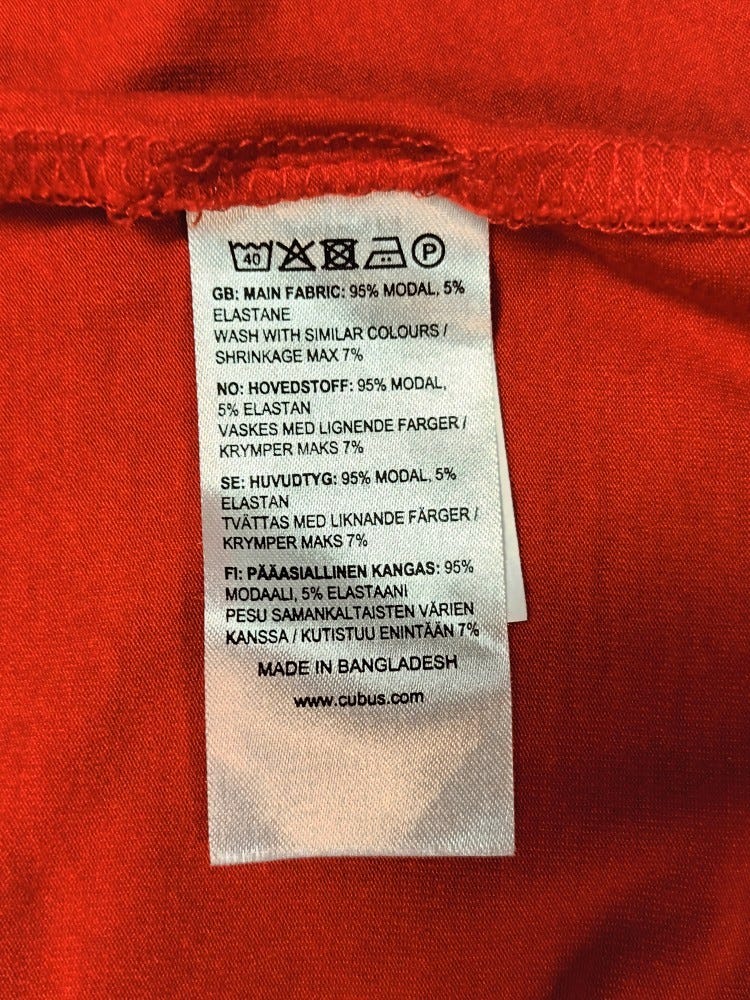 40 P
GB: MAIN FABRIC: 95% MODAL, 5%
ELASTANE
WASH WITH SIMILAR COLOURS /
SHRINKAGE MAX 7%
NO: HOVEDSTOFF: 95% MODAL,
5% ELASTAN
VASKES MED LIGNENDE FARGER /
KRYMPER MAKS 7%
SE: HUVUDTYG: 95% MODAL, 5%
ELASTAN
TVÄTTAS MED LIKNANDE FÄRGER /
KRYMPER MAKS 7%
FI: PÄÄASIALLINEN KANGAS: 95%
MODAALI, 5% ELASTAANI
PESU SAMANKALTAISTEN VÄRIEN
KANSSA / KUTISTUU ENINTÄÄN 7%
MADE IN BANGLADESH
www.cubus.com